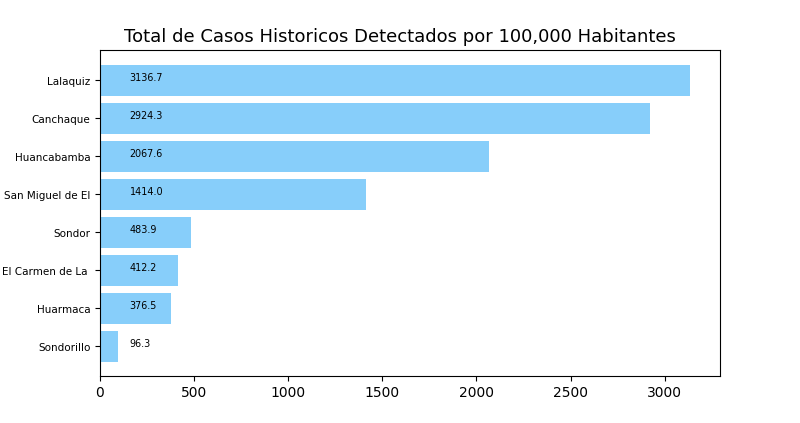 Total de Casos Historicos Detectados por 100,000 Habitantes
Lalaquiz 3136.7
Canchaque 2924.3
Huancabamba 2067.6
San Miguel de El 1414.0
Sondor 483.9
El Carmen de La 412.2
Huarmaca 376.5
Sondorillo 96.3
0 500 1000 1500 2000 2500 3000